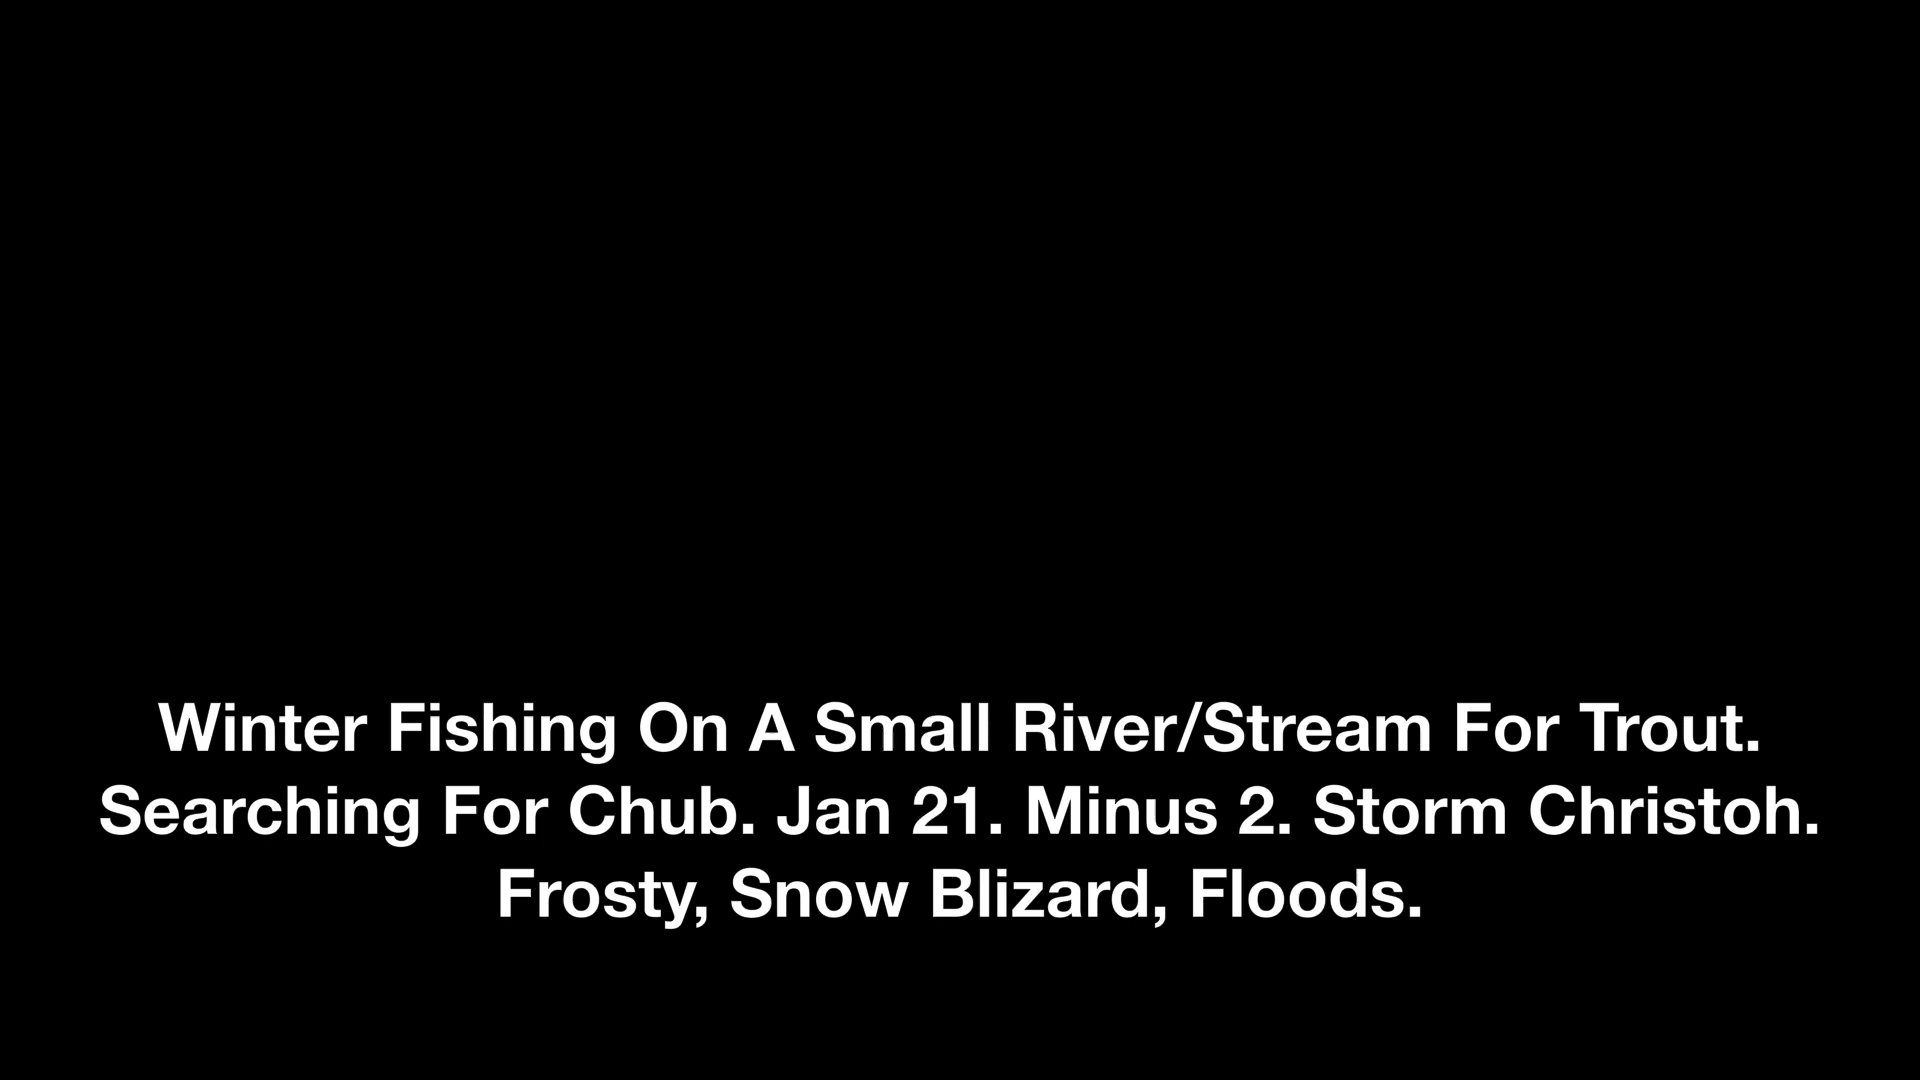 Winter Fishing On A Small River/Stream For Trout.
Searching For Chub. Jan 21. Minus 2. Storm Christoh.
Frosty, Snow Blizard, Floods.